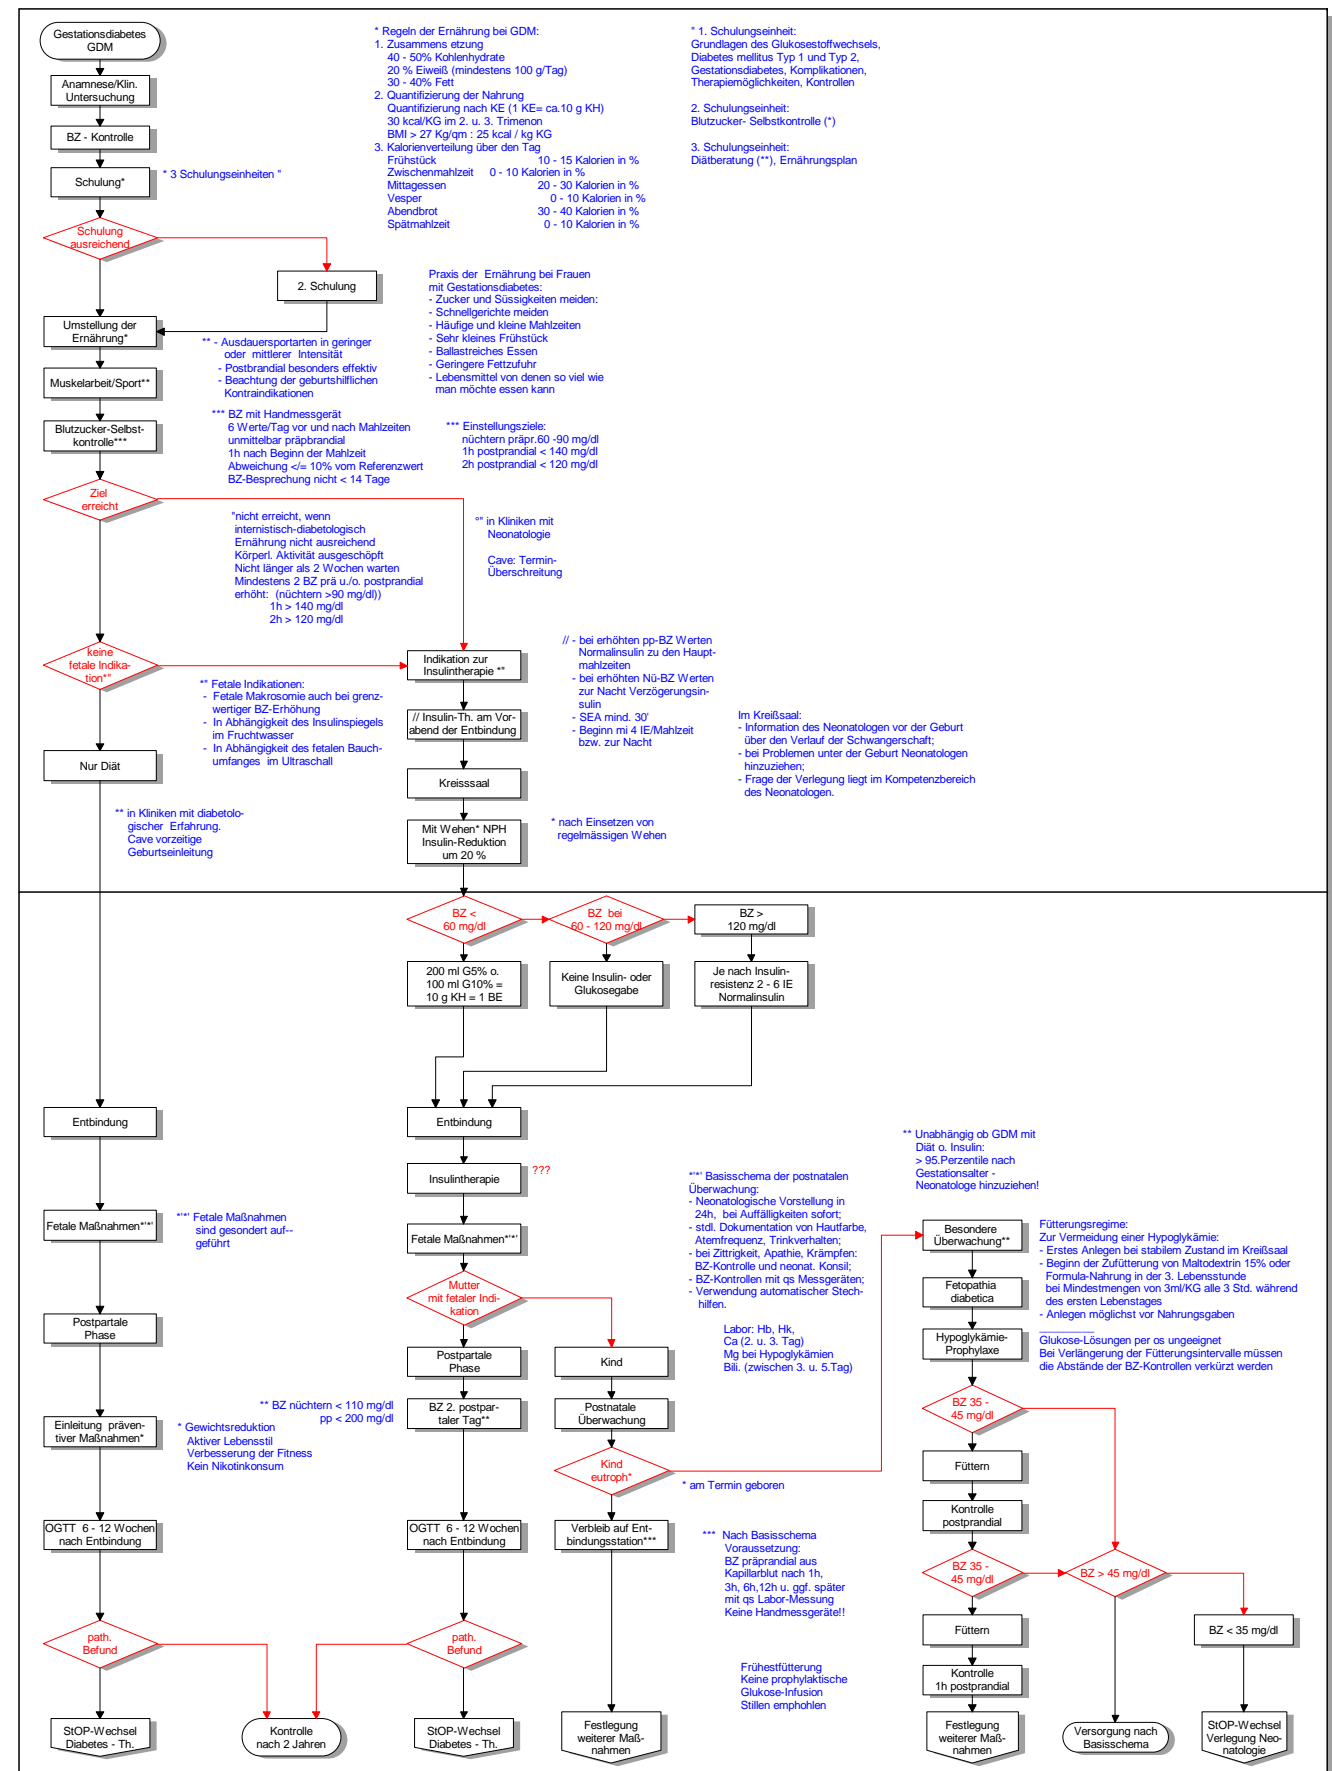 Gestationsdiabetes
GDM
Anamnese/Klin.
Untersuchung
BZ - Kontrolle
Schulung*
* 3 Schulungseinheiten "
Schulung
ausreichend
2. Schulung
* Regeln der Ernährung bei GDM:
1. Zusammens etzung
40 - 50% Kohlenhydrate
20 % Eiweiß (mindestens 100 g/Tag)
30 - 40% Fett
2. Quantifizierung der Nahrung
Quantifizierung nach KE (1 KE= ca.10 g KH)
30 kcal/KG im 2. u. 3. Trimenon
BMI > 27 Kg/qm : 25 kcal / kg KG
3. Kalorienverteilung über den Tag
Frühstück 10 - 15 Kalorien in %
Zwischenmahlzeit 0 - 10 Kalorien in %
Mittagessen 20 - 30 Kalorien in %
Vesper 0 - 10 Kalorien in %
Abendbrot 30 - 40 Kalorien in %
Spätmahlzeit 0 - 10 Kalorien in %
" 1. Schulungseinheit:
Grundlagen des Glukosestoffwechsels,
Diabetes mellitus Typ 1 und Typ 2,
Gestationsdiabetes, Komplikationen,
Therapiemöglichkeiten, Kontrollen
2. Schulungseinheit:
Blutzucker- Selbstkontrolle (*)
3. Schulungseinheit:
Diätberatung (**), Ernährungsplan
Umstellung der
Ernährung*
Muskelarbeit/Sport**
Blutzucker-Selbst-
kontrolle***
** - Ausdauersportarten in geringer
oder mittlerer Intensität
- Postbrandial besonders effektiv
- Beachtung der geburtshilflichen
Kontraindikationen
Praxis der Ernährung bei Frauen
mit Gestationsdiabetes:
- Zucker und Süssigkeiten meiden:
- Schnellgerichte meiden
- Häufige und kleine Mahlzeiten
- Sehr kleines Frühstück
- Ballastreiches Essen
- Geringere Fettzufuhr
- Lebensmittel von denen so viel wie
man möchte essen kann
*** BZ mit Handmessgerät
6 Werte/Tag vor und nach Mahlzeiten
unmittelbar präpbrandial
1h nach Beginn der Mahlzeit
Abweichung </= 10% vom Referenzwert
BZ-Besprechung nicht < 14 Tage
*** Einstellungsziele:
nüchtern präpr.60 -90 mg/dl
1h postprandial < 140 mg/dl
2h postprandial < 120 mg/dl
Ziel
erreicht
"nicht erreicht, wenn
internistisch-diabetologisch
Ernährung nicht ausreichend
Körperl. Aktivität ausgeschöpft
Nicht länger als 2 Wochen warten
Mindestens 2 BZ prä u./o. postprandial
erhöht: (nüchtern >90 mg/dl))
1h > 140 mg/dl
2h > 120 mg/dl
°" in Kliniken mit
Neonatologie
Cave: Termin-
Überschreitung
keine
fetale Indika-
tion*"
*" Fetale Indikationen:
- Fetale Makrosomie auch bei grenz-
wertiger BZ-Erhöhung
- In Abhängigkeit des Insulinspiegels
im Fruchtwasser
- In Abhängigkeit des fetalen Bauch-
umfanges im Ultraschall
Indikation zur
Insulintherapie *"
// Insulin-Th. am Vor-
abend der Entbindung
Kreisssaal
Mit Wehen* NPH
Insulin-Reduktion
um 20 %
// - bei erhöhten pp-BZ Werten
Normalinsulin zu den Haupt-
mahlzeiten
- bei erhöhten Nü-BZ Werten
zur Nacht Verzögerungsin-
sulin
- SEA mind. 30'
- Beginn mi 4 IE/Mahlzeit
bzw. zur Nacht
Im Kreißsaal:
- Information des Neonatologen vor der Geburt
über den Verlauf der Schwangerschaft;
- bei Problemen unter der Geburt Neonatologen
hinzuziehen;
- Frage der Verlegung liegt im Kompetenzbereich
des Neonatologen.
* nach Einsetzen von
regelmässigen Wehen
Nur Diät
** in Kliniken mit diabetolo-
gischer Erfahrung.
Cave vorzeitige
Geburtseinleitung
BZ <
60 mg/dl
BZ bei
60 - 120 mg/dl
BZ >
120 mg/dl
200 ml G5% o.
100 ml G10% =
10 g KH = 1 BE
Keine Insulin- oder
Glukosegabe
Je nach Insulin-
resistenz 2 - 6 IE
Normalinsulin
Entbindung
Fetale Maßnahmen*'*'
*'*' Fetale Maßnahmen
sind gesondert auf--
geführt
Postpartale
Phase
Einleitung präven-
tiver Maßnahmen*
* Gewichtsreduktion
Aktiver Lebensstil
Verbesserung der Fitness
Kein Nikotinkonsum
OGTT 6 - 12 Wochen
nach Entbindung
path.
Befund
StOP-Wechsel
Diabetes - Th.
Kontrolle
nach 2 Jahren
Entbindung
Insulintherapie
???
Fetale Maßnahmen*'*'
Mutter
mit fetaler Indi-
kation
Postpartale
Phase
** BZ nüchtern < 110 mg/dl
pp < 200 mg/dl
BZ 2. postpar-
taler Tag**
OGTT 6 - 12 Wochen
nach Entbindung
path.
Befund
StOP-Wechsel
Diabetes - Th.
Kind
Postnatale
Überwachung
Kind
eutroph*
* am Termin geboren
Verbleib auf Ent-
bindungsstation***
Festlegung
weiterer Maß-
nahmen
*'*' Basisschema der postnatalen
Überwachung:
- Neonatologische Vorstellung in
24h, bei Auffälligkeiten sofort;
- stdl. Dokumentation von Hautfarbe,
Atemfrequenz, Trinkverhalten;
- bei Zittrigkeit, Apathie, Krämpfen:
BZ-Kontrolle und neonat. Konsil;
- BZ-Kontrollen mit qs Messgeräten;
- Verwendung automatischer Stech-
hilfen.
Labor: Hb, Hk,
Ca (2. u. 3. Tag)
Mg bei Hypoglykämien
Bili. (zwischen 3. u. 5.Tag)
*** Nach Basisschema
Voraussetzung:
BZ präprandial aus
Kapillarblut nach 1h,
3h, 6h,12h u. ggf. später
mit qs Labor-Messung
Keine Handmessgeräte!!
Frühestfütterung
Keine prophylaktische
Glukose-Infusion
Stillen emphohlen
** Unabhängig ob GDM mit
Diät o. Insulin:
> 95.Perzentile nach
Gestationsalter -
Neonatologe hinzuziehen!
Besondere
Überwachung**
Fetopathia
diabetica
Hypoglykämie-
Prophylaxe
Fütterungsregime:
Zur Vermeidung einer Hypoglykämie:
- Erstes Anlegen bei stabilem Zustand im Kreißsaal
- Beginn der Zufütterung von Maltodextrin 15% oder
Formula-Nahrung in der 3. Lebensstunde
bei Mindestmengen von 3ml/KG alle 3 Std. während
des ersten Lebenstages
- Anlegen möglichst vor Nahrungsgaben
Glukose-Lösungen per os ungeeignet
Bei Verlängerung der Fütterungsintervalle müssen
die Abstände der BZ-Kontrollen verkürzt werden
BZ 35 -
45 mg/dl
Füttern
Kontrolle
postprandial
BZ 35 -
45 mg/dl
BZ > 45 mg/dl
Füttern
BZ < 35 mg/dl
Kontrolle
1h postprandial
Festlegung
weiterer Maß-
nahmen
Versorgung nach
Basisschema
StOP-Wechsel
Verlegung Neo-
natologie